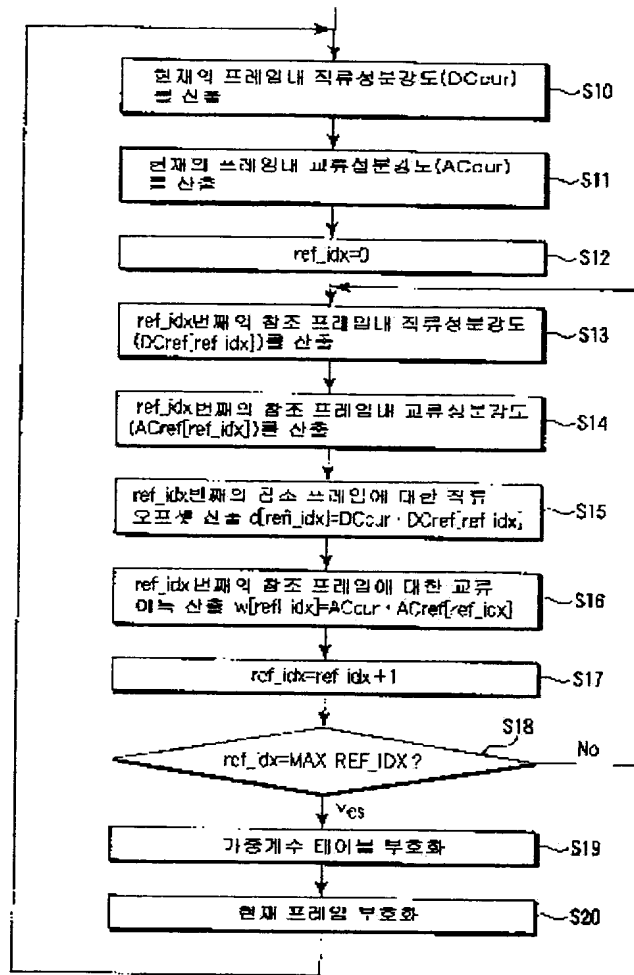 현재의 프레임내 직류성분강도(DCcur)
를 산출
S10
현재의 프레임내 교류성분강도(ACcur)
를 산출
S11
ref_idx=0
S12
ref_idx번째의 참조 프레임내 직류성분강도
(DCref[ref_idx])를 산출
S13
ref_idx번째의 참조 프레임내 교류성분강도
(ACref[ref_idx])를 산출
S14
ref_idx번째의 참조 프레임에 대한 직류
오프셋 산출 d[refi_idx]=DCcur · DCref[ref_idx]
S15
ref_idx번째의 참조 프레임에 대한 교류
이득 산출 w[refi_idx]=ACcur · ACref[ref_idx]
S16
ref_idx=ref_idx+1
S17
S18
ref_idx=MAX_REF_IDX?
No
Yes
가중계수 테이블 부호화
S19
현재 프레임 부호화
S20